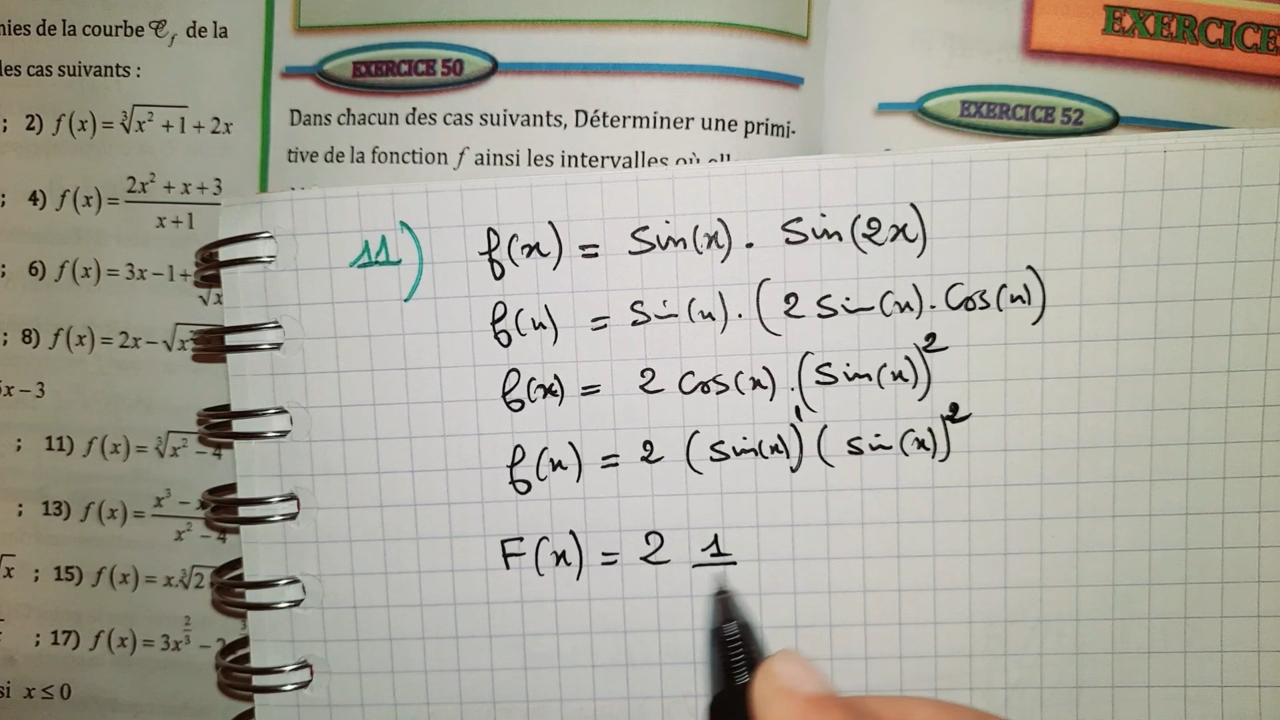 nies de la courbe 𝒞f de la
les cas suivants :
; 2) f(x) = ∛(x² + 1) + 2x
; 4) f(x) = (2x² + x + 3)/(x + 1)
; 6) f(x) = 3x − 1 +
√x
; 8) f(x) = 2x − √x
x − 3
; 11) f(x) = ∛(x² − 4
; 13) f(x) = x³ − / x² − 4
x ; 15) f(x) = x.∛2
; 17) f(x) = 3x^(2/3) − 2
si x ≤ 0
EXERCICE 50
Dans chacun des cas suivants, Déterminer une primi-
tive de la fonction f ainsi les intervalles où
EXERCICE
EXERCICE 52
11) f(x) = Sin(x) . Sin(2x)
f(x) = Sin(x) . (2 Sin(x) . Cos(x))
f(x) = 2 Cos(x) . (Sin(x))²
f(x) = 2 (sin(x))' (sin(x))²
F(x) = 2 1